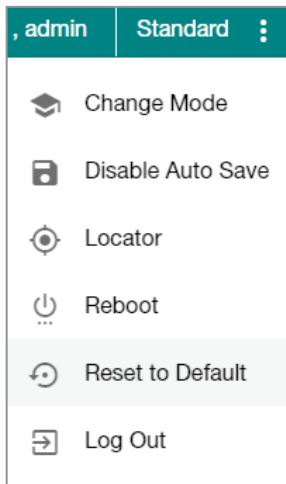 , admin Standard
Change Mode
Disable Auto Save
Locator
Reboot
Reset to Default
Log Out